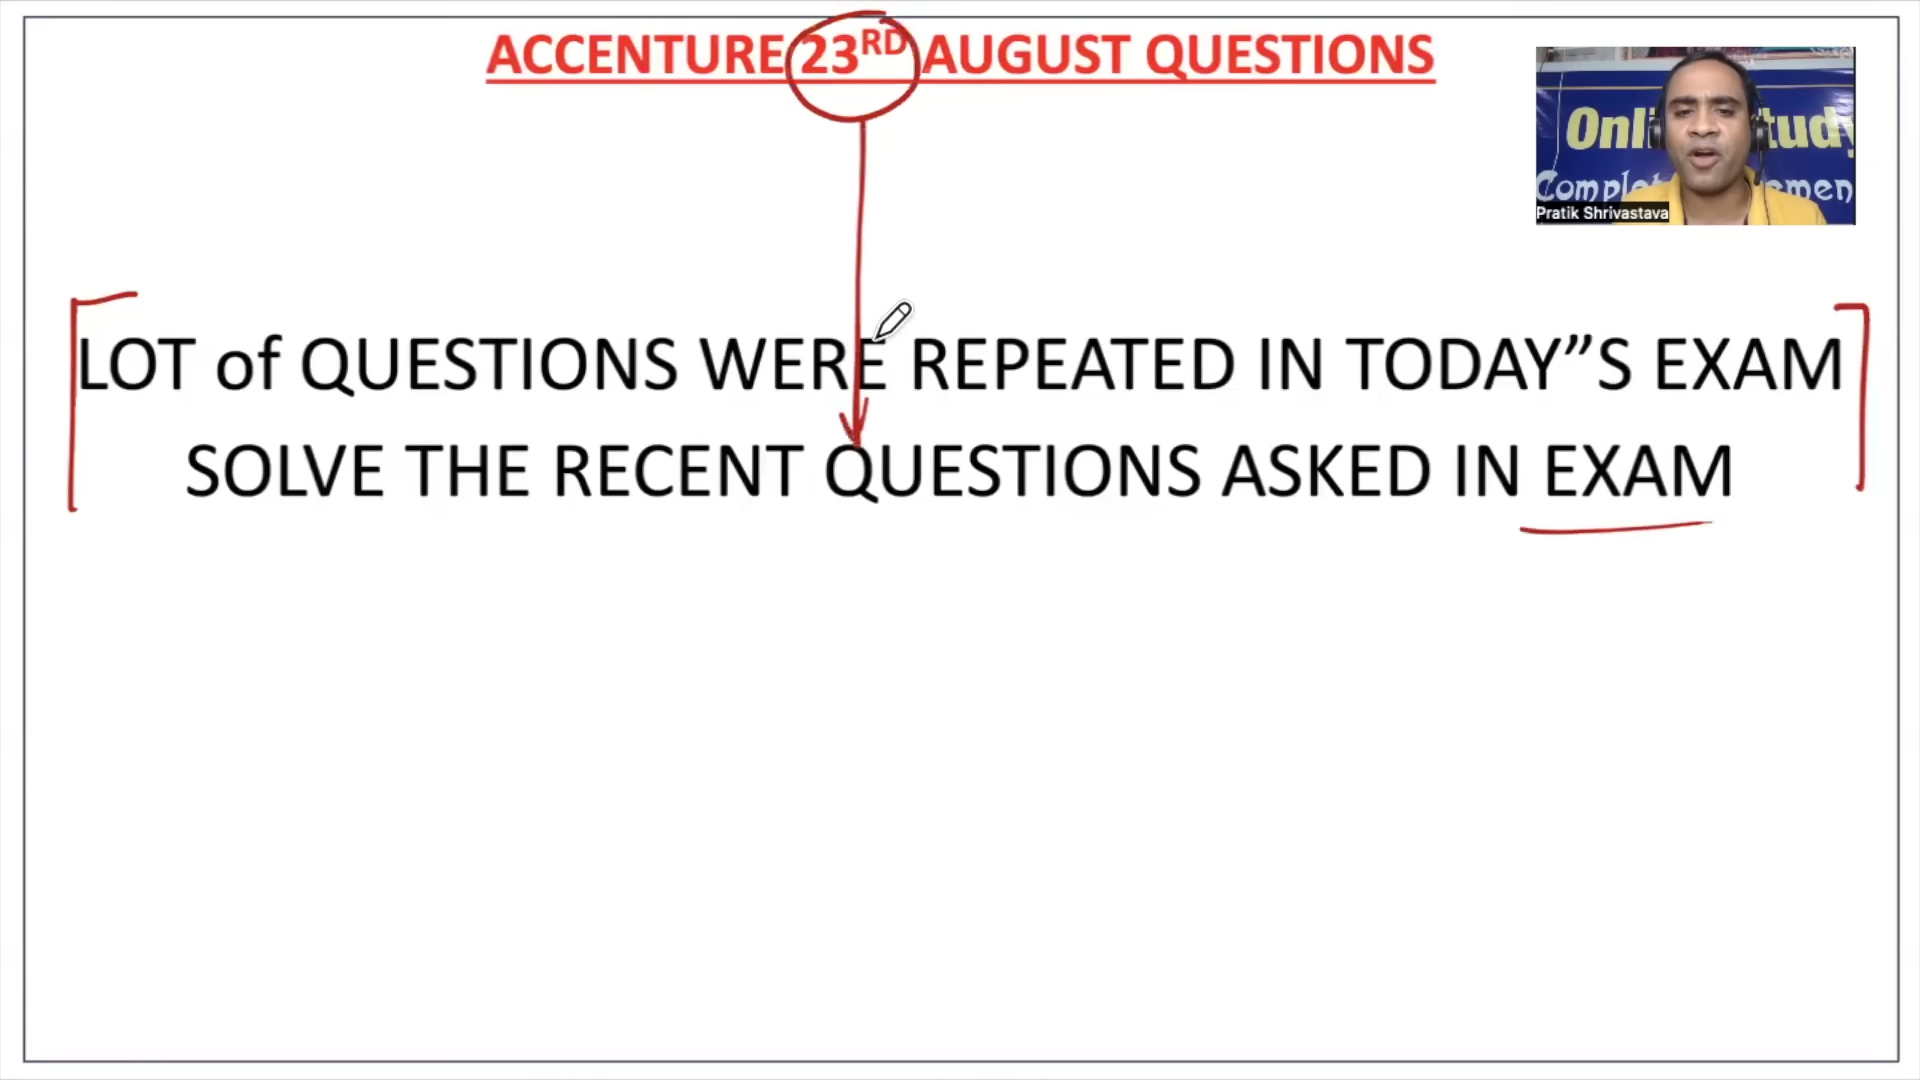 ACCENTURE 23RD AUGUST QUESTIONS
Pratik Shrivastava
LOT of QUESTIONS WERE REPEATED IN TODAY”S EXAM
SOLVE THE RECENT QUESTIONS ASKED IN EXAM